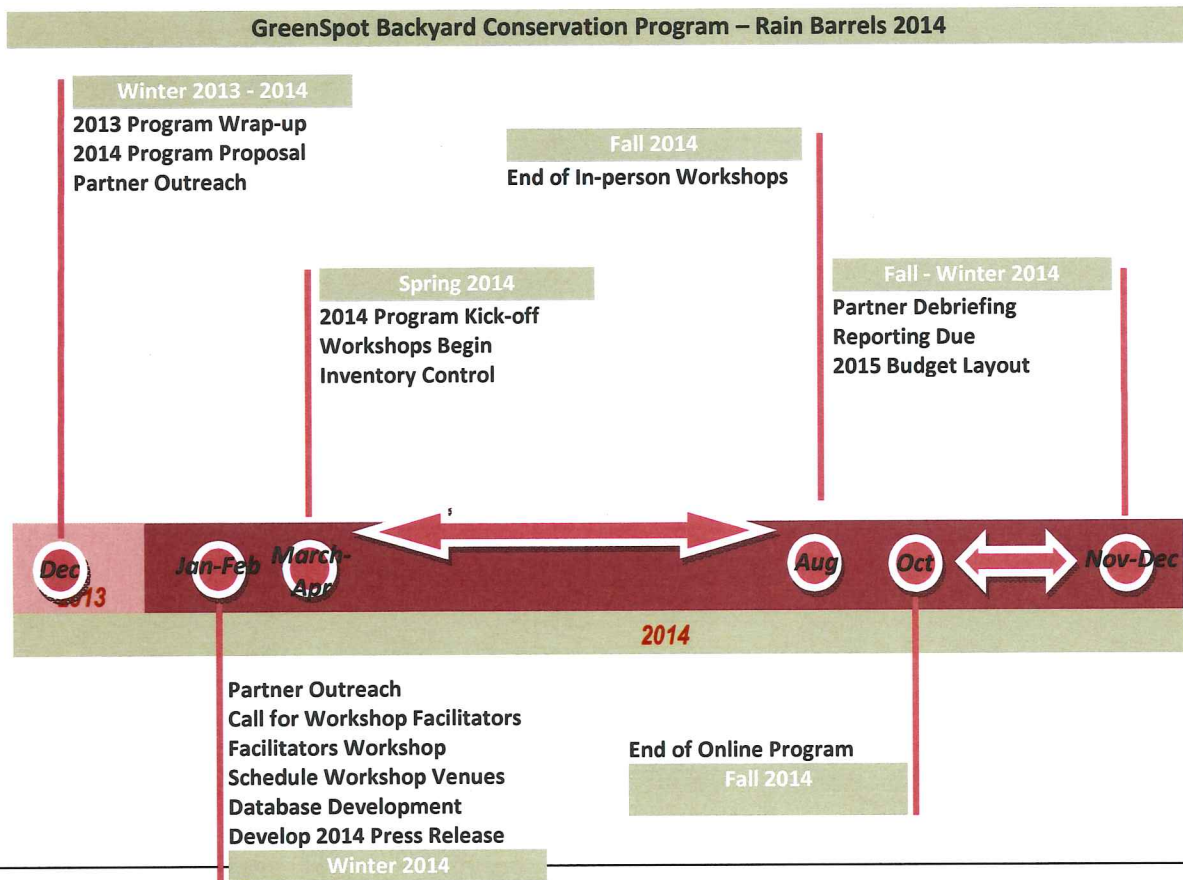 GreenSpot Backyard Conservation Program – Rain Barrels 2014
Winter 2013 - 2014
2013 Program Wrap-up
2014 Program Proposal
Partner Outreach
Fall 2014
End of In-person Workshops
Spring 2014
2014 Program Kick-off
Workshops Begin
Inventory Control
Fall - Winter 2014
Partner Debriefing
Reporting Due
2015 Budget Layout
Dec
Jan-Feb
March-
Apr
Aug
Oct
Nov-Dec
2013
2014
Partner Outreach
Call for Workshop Facilitators
Facilitators Workshop
Schedule Workshop Venues
Database Development
Develop 2014 Press Release
Winter 2014
End of Online Program
Fall 2014